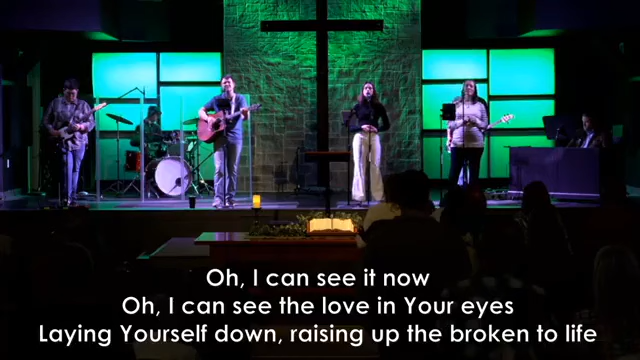 Oh, I can see it now
Oh, I can see the love in Your eyes
Laying Yourself down, raising up the broken to life